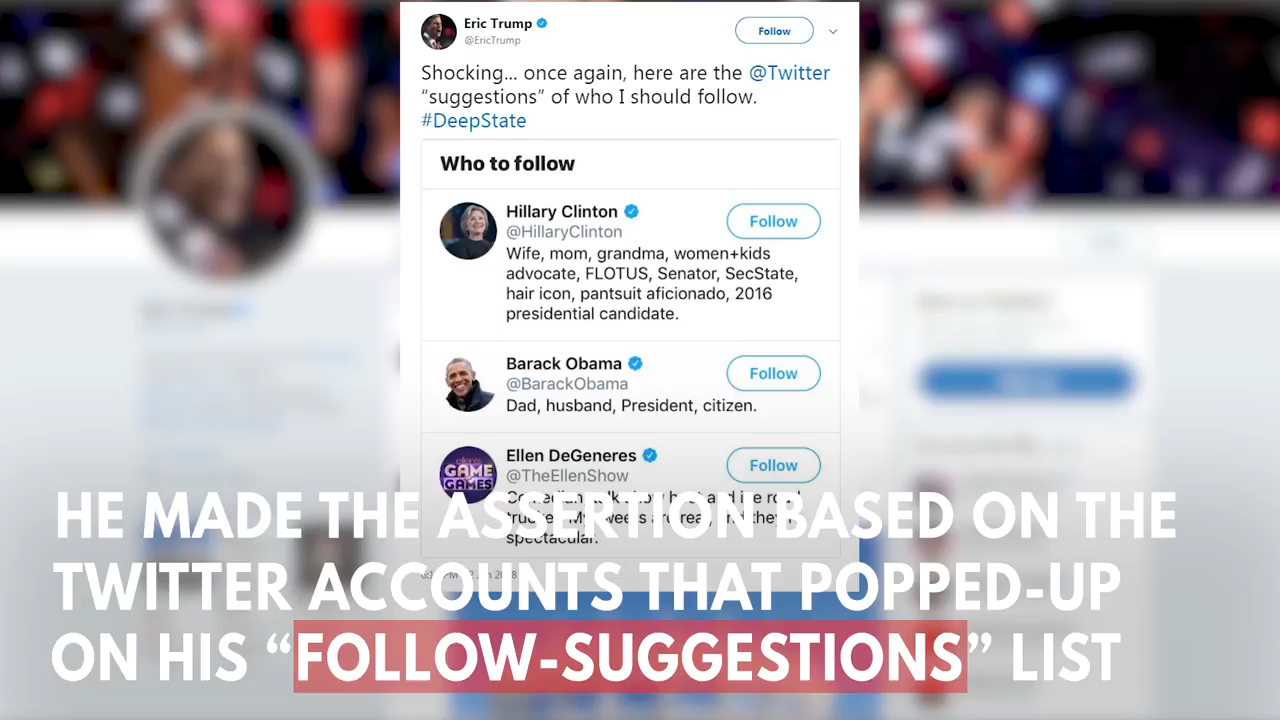 Eric Trump
@EricTrump
Follow
Shocking... once again, here are the @Twitter
“suggestions” of who I should follow.
#DeepState
Who to follow
Hillary Clinton
@HillaryClinton
Follow
Wife, mom, grandma, women+kids
advocate, FLOTUS, Senator, SecState,
hair icon, pantsuit aficionado, 2016
presidential candidate.
Barack Obama
@BarackObama
Follow
Dad, husband, President, citizen.
Ellen DeGeneres
@TheEllenShow
Follow
GAME
GAMES
spectacular.
HE MADE THE ASSERTION BASED ON THE
TWITTER ACCOUNTS THAT POPPED-UP
ON HIS “FOLLOW-SUGGESTIONS” LIST